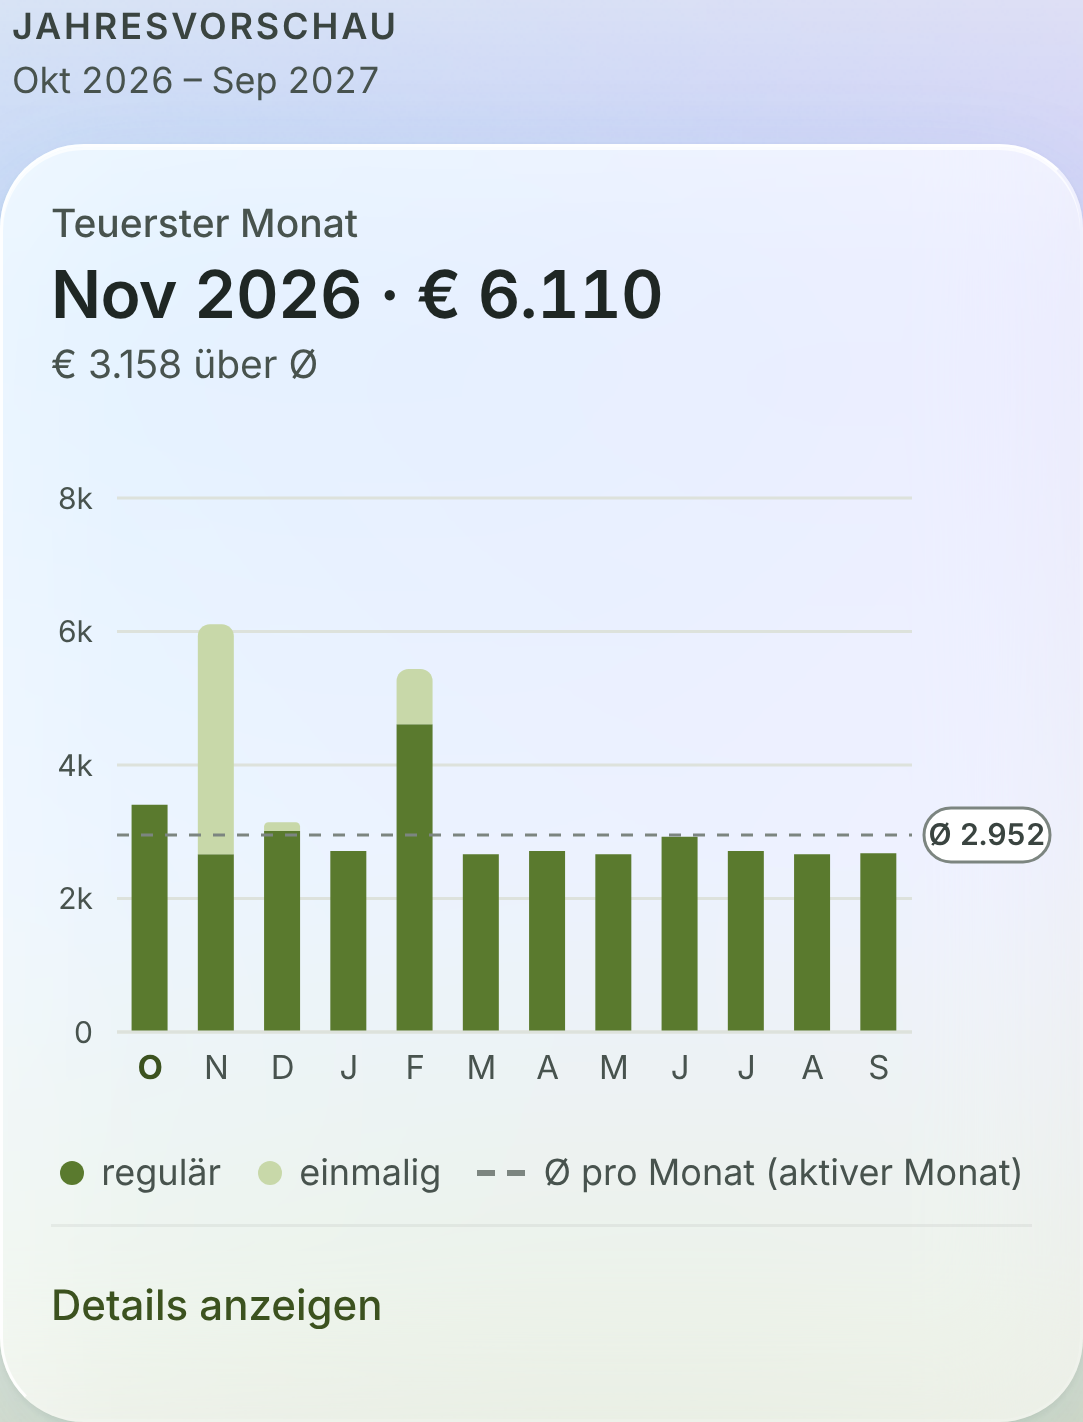 JAHRESVORSCHAU
Okt 2026 – Sep 2027
Teuerster Monat
Nov 2026 · € 6.110
€ 3.158 über Ø
8k
6k
4k
Ø 2.952
2k
0
O N D J F M A M J J A S
regulär einmalig Ø pro Monat (aktiver Monat)
Details anzeigen